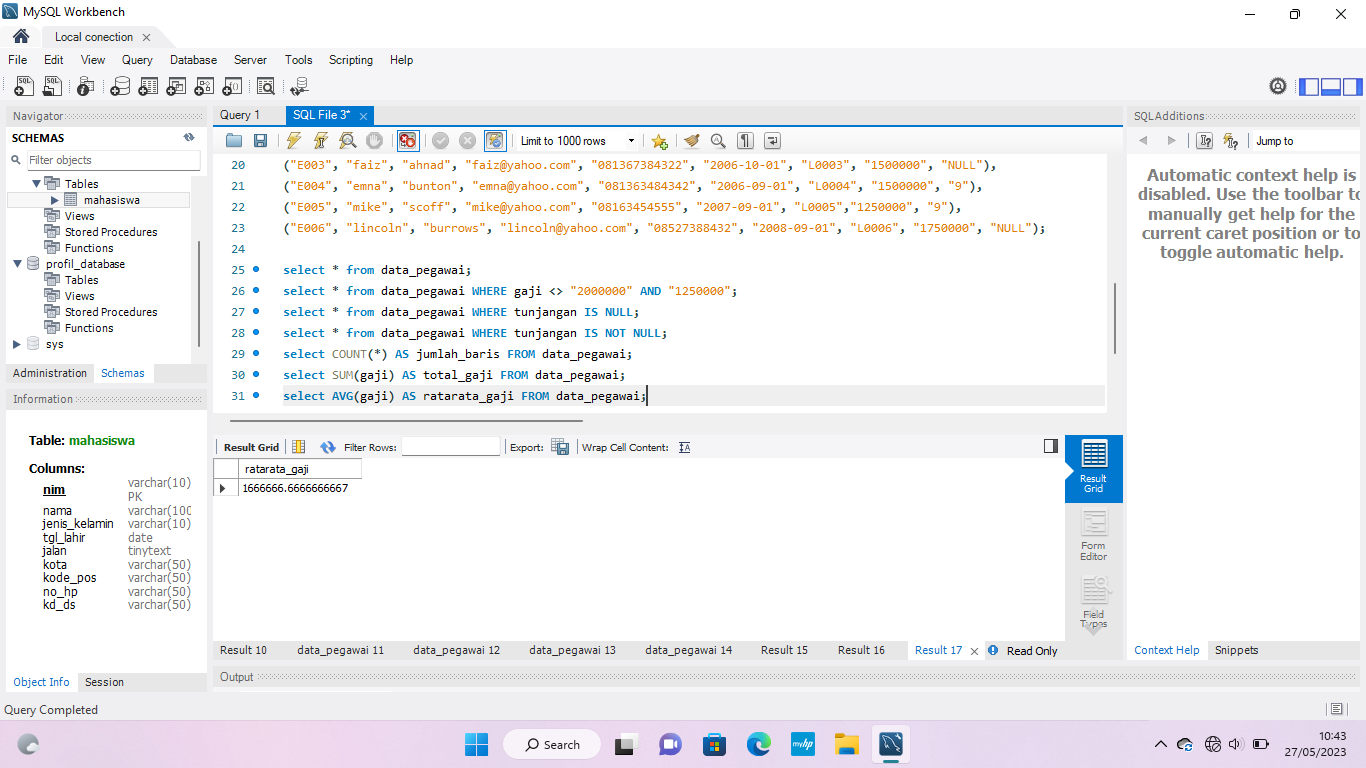 MySQL Workbench
Local conection
File Edit View Query Database Server Tools Scripting Help
Navigator
SCHEMAS
Filter objects
Tables
mahasiswa
Views
Stored Procedures
Functions
profil_database
Tables
Views
Stored Procedures
Functions
sys
Administration Schemas
Information
Table: mahasiswa
Columns:
nim varchar(10) PK
nama varchar(100
jenis_kelamin varchar(10)
tgl_lahir date
jalan tinytext
kota varchar(50)
kode_pos varchar(50)
no_hp varchar(50)
kd_ds varchar(50)
Object Info Session
Query 1 SQL File 3*
Limit to 1000 rows
20 ("E003", "faiz", "ahnad", "faiz@yahoo.com", "081367384322", "2006-10-01", "L0003", "1500000", "NULL"),
21 ("E004", "emna", "bunton", "emna@yahoo.com", "081363484342", "2006-09-01", "L0004", "1500000", "9"),
22 ("E005", "mike", "scoff", "mike@yahoo.com", "08163454555", "2007-09-01", "L0005","1250000", "9"),
23 ("E006", "lincoln", "burrows", "lincoln@yahoo.com", "08527388432", "2008-09-01", "L0006", "1750000", "NULL");
24
25 select * from data_pegawai;
26 select * from data_pegawai WHERE gaji <> "2000000" AND "1250000";
27 select * from data_pegawai WHERE tunjangan IS NULL;
28 select * from data_pegawai WHERE tunjangan IS NOT NULL;
29 select COUNT(*) AS jumlah_baris FROM data_pegawai;
30 select SUM(gaji) AS total_gaji FROM data_pegawai;
31 select AVG(gaji) AS ratarata_gaji FROM data_pegawai;
Result Grid Filter Rows: Export: Wrap Cell Content:
ratarata_gaji
1666666.6666666667
Result Grid
Form Editor
Field Types
Result 10 data_pegawai 11 data_pegawai 12 data_pegawai 13 data_pegawai 14 Result 15 Result 16 Result 17 Read Only
Output
SQLAdditions
Jump to
Automatic context help is
disabled. Use the toolbar to
manually get help for the
current caret position or to
toggle automatic help.
Context Help Snippets
Query Completed
Search
myhp
10:43
27/05/2023